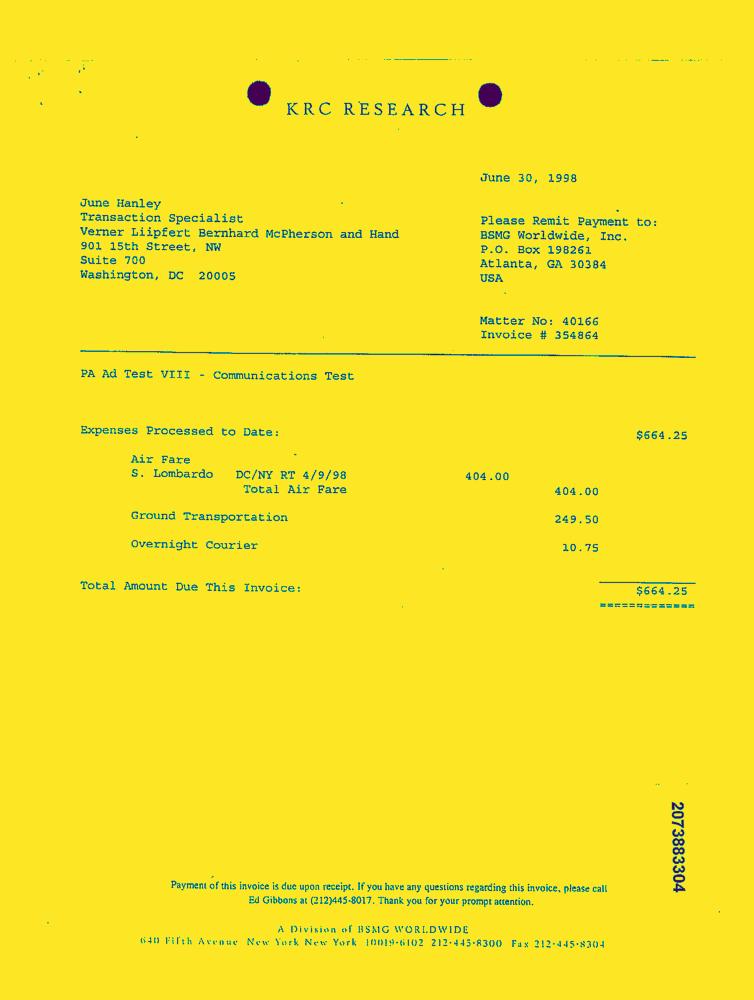 KRC RESEARCH
June 30, 1998
June Hanley
Transaction Specialist
Verner Liipfert Bernhard McPherson and Hand
901 15th Street, NW
Suite 700
Washington, DC 20005
Please Remit Payment to:
BSMG Worldwide, Inc.
P.O. Box 198261
Atlanta, GA 30384
USA
Matter No: 40166
Invoice # 354864
PA Ad Test VIII - Communications Test
Expenses Processed to Date: $664.25
Air Fare
S. Lombardo DC/NY RT 4/9/98 404.00
Total Air Fare 404.00
Ground Transportation 249.50
Overnight Courier 10.75
Total Amount Due This Invoice: $664.25
=============
2073883304
Payment of this invoice is due upon receipt. If you have any questions regarding this invoice, please call
Ed Gibbons at (212)445-8017. Thank you for your prompt attention.
A Division of BSMG WORLDWIDE
640 Fifth Avenue New York New York 10019-6102 212-445-8300 Fax 212-445-8304